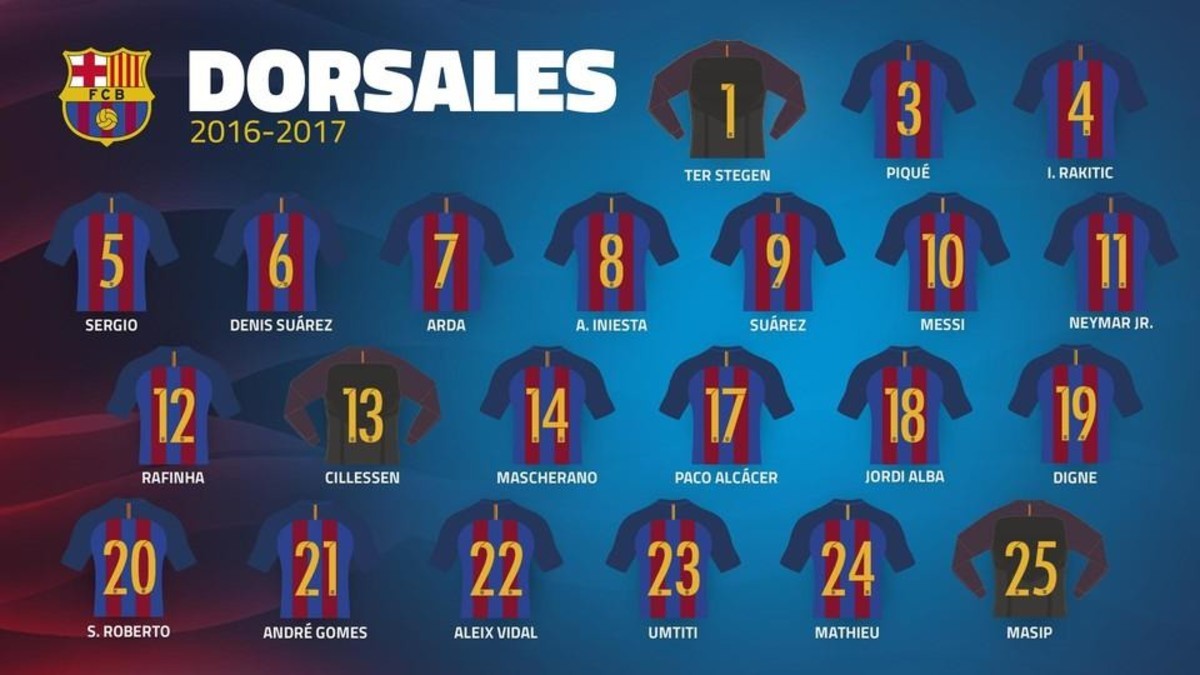 FCB
DORSALES
2016-2017
1
3
4
TER STEGEN
PIQUÉ
I. RAKITIC
5
6
7
8
9
10
11
SERGIO
DENIS SUÁREZ
ARDA
A. INIESTA
SUÁREZ
MESSI
NEYMAR JR.
12
13
14
17
18
19
RAFINHA
CILLESSEN
MASCHERANO
PACO ALCÁCER
JORDI ALBA
DIGNE
20
21
22
23
24
25
S. ROBERTO
ANDRÉ GOMES
ALEIX VIDAL
UMTITI
MATHIEU
MASIP